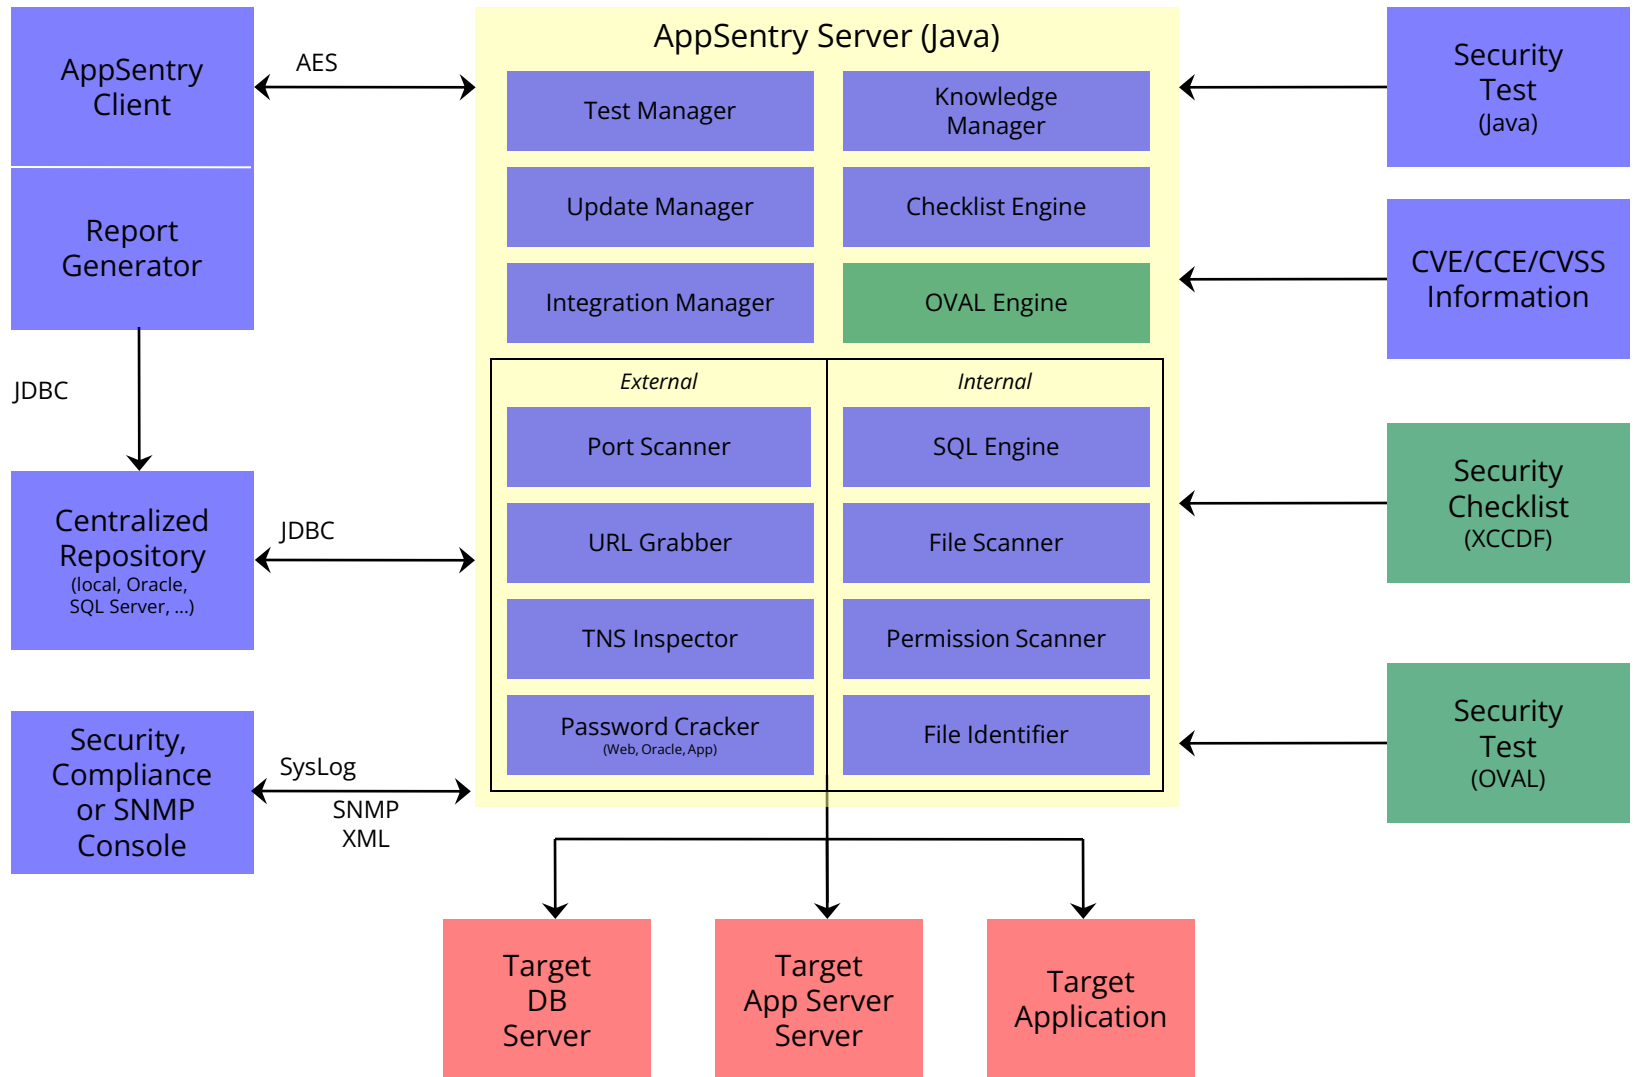 AppSentry
Client
Report
Generator
AES
JDBC
Centralized
Repository
(local, Oracle,
SQL Server, ...)
JDBC
Security,
Compliance
or SNMP
Console
SysLog
SNMP
XML
AppSentry Server (Java)
Test Manager
Knowledge
Manager
Update Manager
Checklist Engine
Integration Manager
OVAL Engine
External
Internal
Port Scanner
SQL Engine
URL Grabber
File Scanner
TNS Inspector
Permission Scanner
Password Cracker
(Web, Oracle, App)
File Identifier
Security
Test
(Java)
CVE/CCE/CVSS
Information
Security
Checklist
(XCCDF)
Security
Test
(OVAL)
Target
DB
Server
Target
App Server
Server
Target
Application